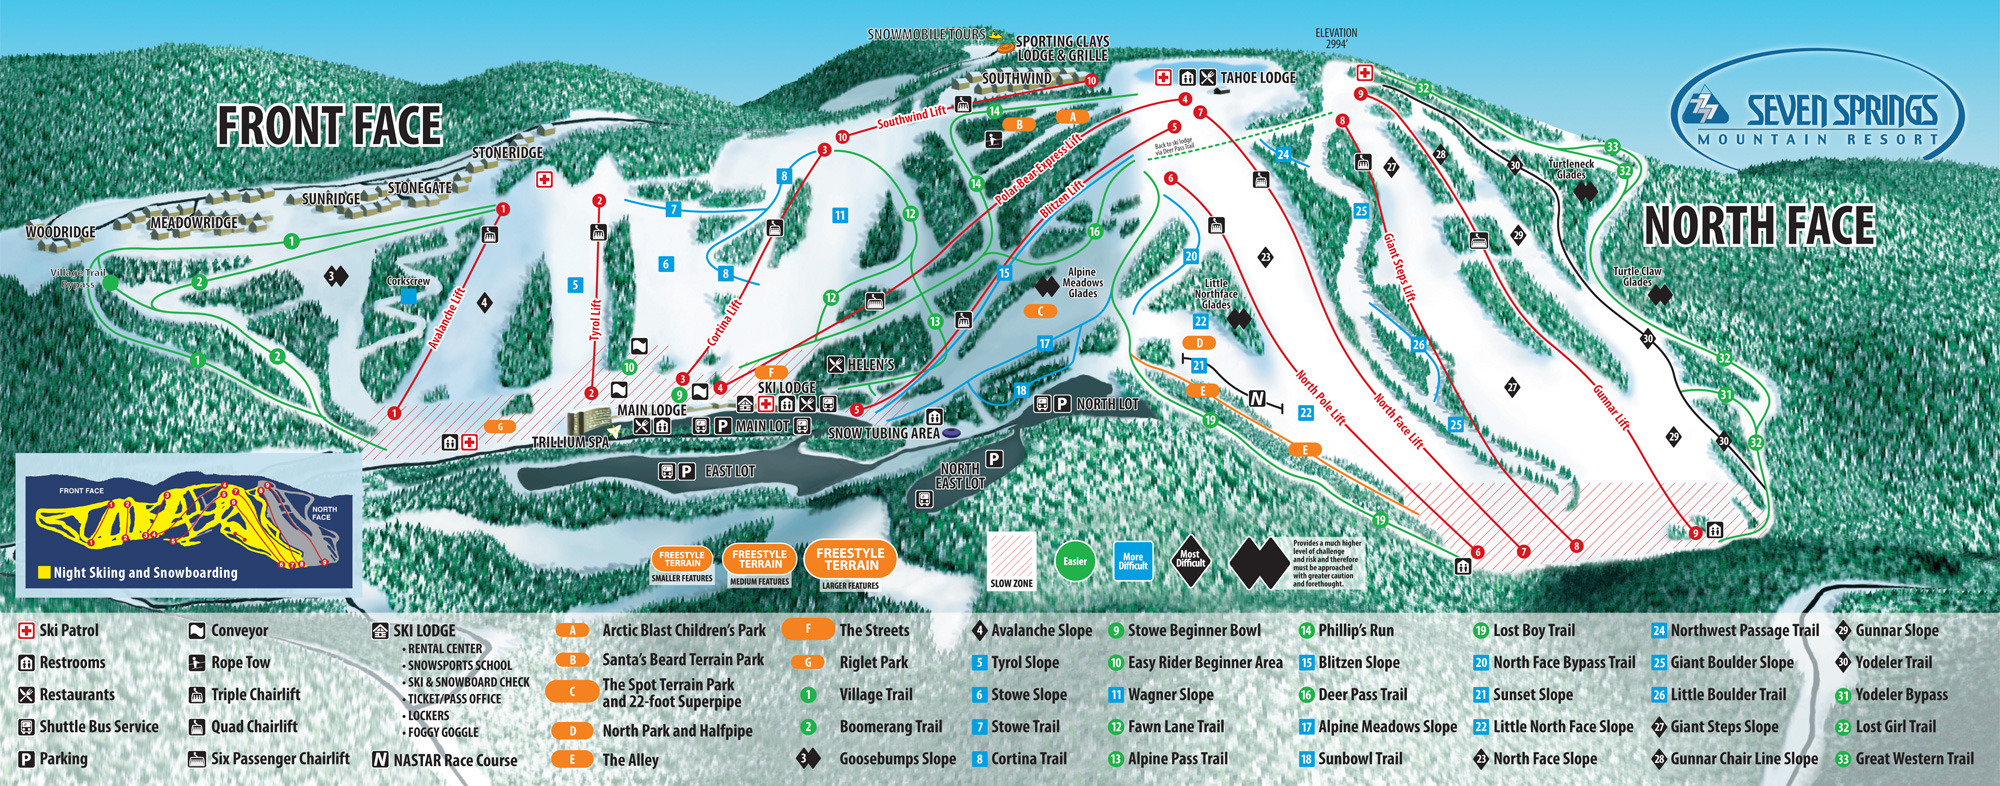 SNOWMOBILE TOURS
SPORTING CLAYS
LODGE & GRILLE
SOUTHWIND
TAHOE LODGE
ELEVATION
2994'
SEVEN SPRINGS
MOUNTAIN RESORT
FRONT FACE
NORTH FACE
STONERIDGE
STONEGATE
SUNRIDGE
MEADOWRIDGE
WOODRIDGE
Village Trail
Bypass
Corkscrew
Avalanche Lift
Tyrol Lift
Cortina Lift
Southwind Lift
Polar Bear Express Lift
Blitzen Lift
Back to ski lodge
via Deer Pass Trail
Alpine
Meadows
Glades
Little
Northface
Glades
Turtleneck
Glades
Turtle Claw
Glades
Giant Steps Lift
North Pole Lift
North Face Lift
Gunnar Lift
HELEN'S
SKI LODGE
MAIN LODGE
TRILLIUM SPA
MAIN LOT
SNOW TUBING AREA
NORTH LOT
EAST LOT
NORTH
EAST LOT
FRONT FACE
NORTH
FACE
Night Skiing and Snowboarding
FREESTYLE
TERRAIN
SMALLER FEATURES
FREESTYLE
TERRAIN
MEDIUM FEATURES
FREESTYLE
TERRAIN
LARGER FEATURES
SLOW ZONE
Easier
More
Difficult
Most
Difficult
Provides a much higher
level of challenge
and risk and therefore
must be approached
with greater caution
and forethought.
Ski Patrol
Restrooms
Restaurants
Shuttle Bus Service
P Parking
Conveyor
Rope Tow
Triple Chairlift
Quad Chairlift
Six Passenger Chairlift
SKI LODGE
• RENTAL CENTER
• SNOWSPORTS SCHOOL
• SKI & SNOWBOARD CHECK
• TICKET/PASS OFFICE
• LOCKERS
• FOGGY GOGGLE
N NASTAR Race Course
A Arctic Blast Children's Park
B Santa's Beard Terrain Park
C The Spot Terrain Park
and 22-foot Superpipe
D North Park and Halfpipe
E The Alley
F The Streets
G Riglet Park
1 Village Trail
2 Boomerang Trail
3 Goosebumps Slope
4 Avalanche Slope
5 Tyrol Slope
6 Stowe Slope
7 Stowe Trail
8 Cortina Trail
9 Stowe Beginner Bowl
10 Easy Rider Beginner Area
11 Wagner Slope
12 Fawn Lane Trail
13 Alpine Pass Trail
14 Phillip's Run
15 Blitzen Slope
16 Deer Pass Trail
17 Alpine Meadows Slope
18 Sunbowl Trail
19 Lost Boy Trail
20 North Face Bypass Trail
21 Sunset Slope
22 Little North Face Slope
23 North Face Slope
24 Northwest Passage Trail
25 Giant Boulder Slope
26 Little Boulder Trail
27 Giant Steps Slope
28 Gunnar Chair Line Slope
29 Gunnar Slope
30 Yodeler Trail
31 Yodeler Bypass
32 Lost Girl Trail
33 Great Western Trail